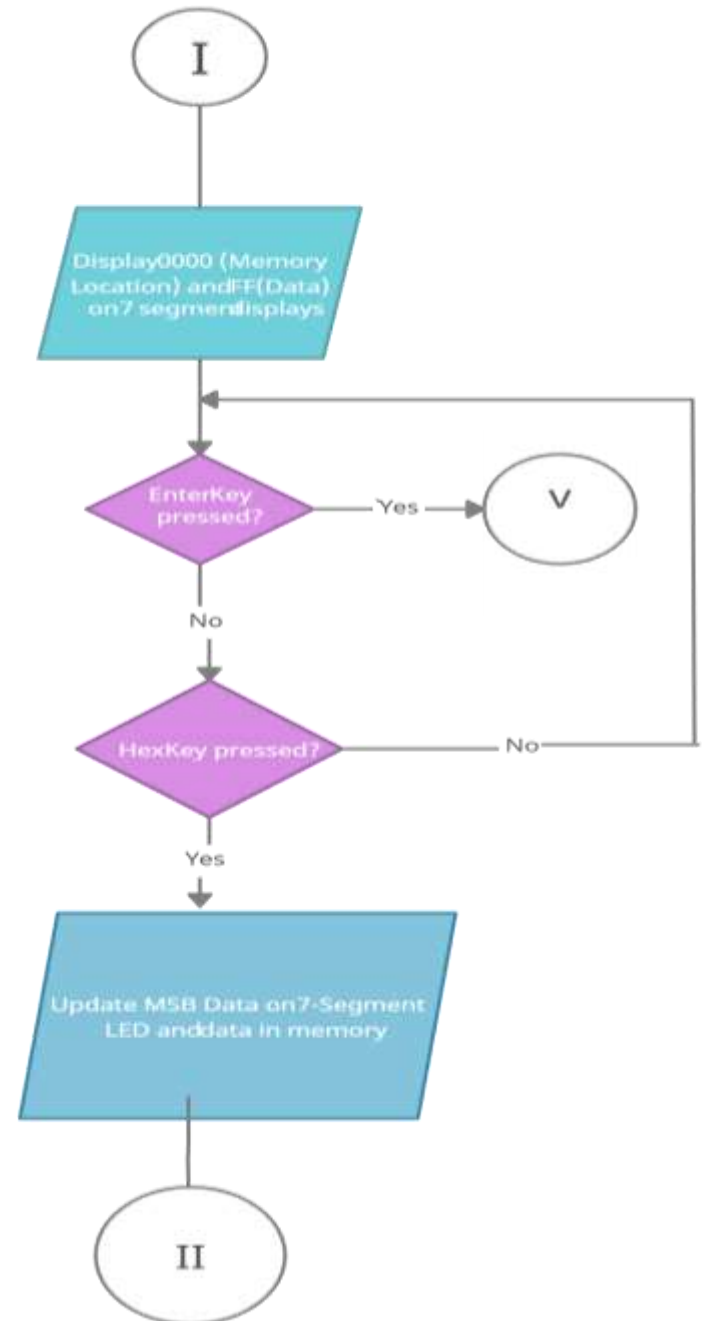 I
Display0000 (Memory
Location) andFF(Data)
on7 segmentdisplays
EnterKey
pressed?
Yes
V
No
HexKey pressed?
No
Yes
Update MSB Data on7-Segment
LED anddata in memory
II